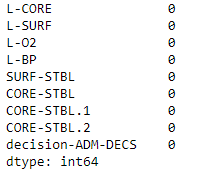 L-CORE 0
L-SURF 0
L-O2 0
L-BP 0
SURF-STBL 0
CORE-STBL 0
CORE-STBL.1 0
CORE-STBL.2 0
decision-ADM-DECS 0
dtype: int64